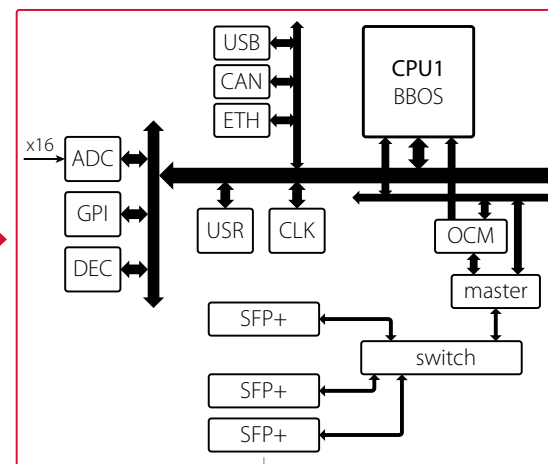 USB
CAN
ETH
CPU1
BBOS
x16
ADC
GPI
DEC
USR
CLK
OCM
master
SFP+
switch
SFP+
SFP+